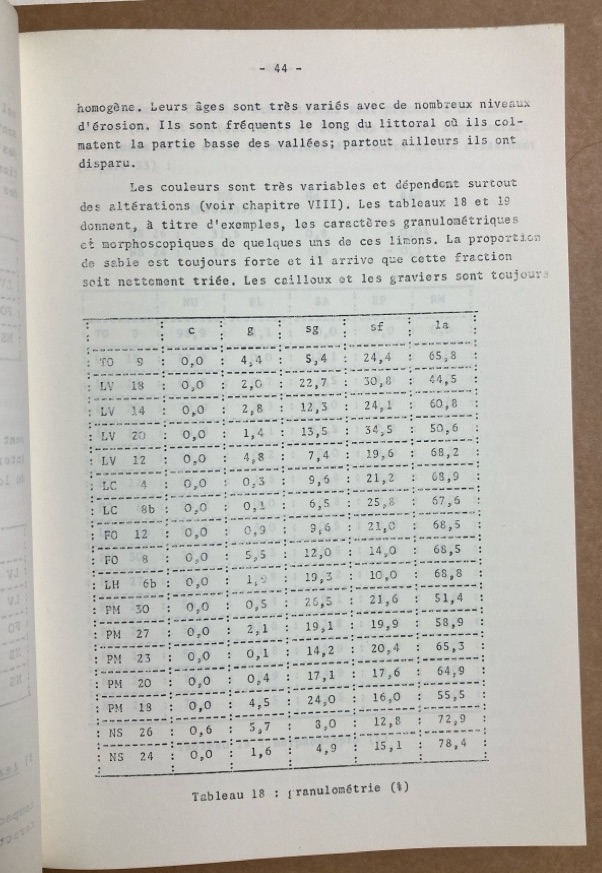 - 44 -
homogène. Leurs âges sont très variés avec de nombreux niveaux
d'érosion. Ils sont fréquents le long du littoral où ils col-
matent la partie basse des vallées; partout ailleurs ils ont
disparu.
Les couleurs sont très variables et dépendent surtout
des altérations (voir chapitre VIII). Les tableaux 18 et 19
donnent, à titre d'exemples, les caractères granulométriques
et morphoscopiques de quelques uns de ces limons. La proportion
de sable est toujours forte et il arrive que cette fraction
soit nettement triée. Les cailloux et les graviers sont toujours
: : c : g : sg : sf : la :
: TO 9 : 0,0 : 4,4 : 5,4 : 24,4 : 65,8 :
: LV 18 : 0,0 : 2,0 : 22,7 : 30,8 : 44,5 :
: LV 14 : 0,0 : 2,8 : 12,3 : 24,1 : 60,8 :
: LV 20 : 0,0 : 1,4 : 13,5 : 34,5 : 50,6 :
: LV 12 : 0,0 : 4,8 : 7,4 : 19,6 : 68,2 :
: LC 4 : 0,0 : 0,3 : 9,6 : 21,2 : 68,9 :
: LC 8b : 0,0 : 0,1 : 6,5 : 25,8 : 67,6 :
: FO 12 : 0,0 : 0,9 : 9,6 : 21,0 : 68,5 :
: FO 8 : 0,0 : 5,5 : 12,0 : 14,0 : 68,5 :
: LH 6b : 0,0 : 1,9 : 19,3 : 10,0 : 68,8 :
: PM 30 : 0,0 : 0,5 : 26,5 : 21,6 : 51,4 :
: PM 27 : 0,0 : 2,1 : 19,1 : 19,9 : 58,9 :
: PM 23 : 0,0 : 0,1 : 14,2 : 20,4 : 65,3 :
: PM 20 : 0,0 : 0,4 : 17,1 : 17,6 : 64,9 :
: PM 18 : 0,0 : 4,5 : 24,0 : 16,0 : 55,5 :
: NS 26 : 0,6 : 5,7 : 8,0 : 12,8 : 72,9 :
: NS 24 : 0,0 : 1,6 : 4,9 : 15,1 : 78,4 :
Tableau 18 : granulométrie (%)